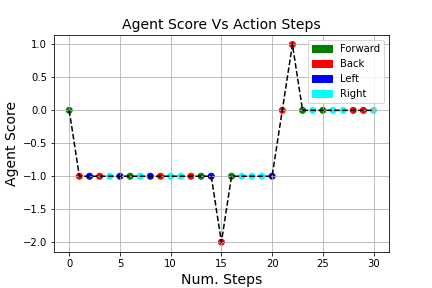 Agent Score Vs Action Steps
Agent Score
1.0
0.5
0.0
−0.5
−1.0
−1.5
−2.0
Forward
Back
Left
Right
0 5 10 15 20 25 30
Num. Steps